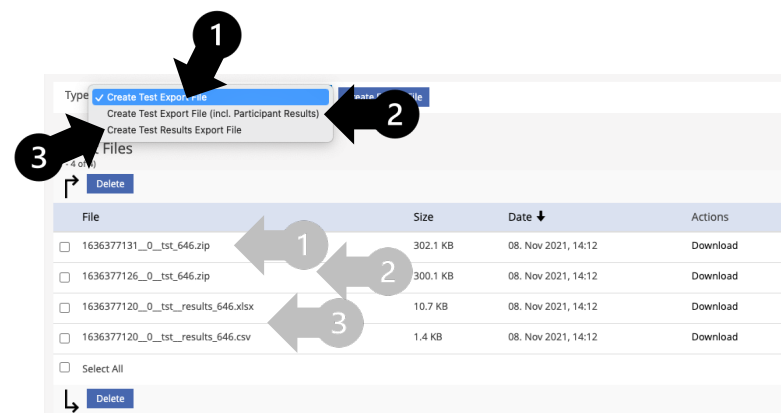 1
Type
✓ Create Test Export File
Create Test Export File (incl. Participant Results)
2
Create Test Results Export File
3
Files
Delete
File Size Date Actions
1636377131__0__tst_646.zip 1 302.1 KB 08. Nov 2021, 14:12 Download
1636377126__0__tst_646.zip 2 300.1 KB 08. Nov 2021, 14:12 Download
1636377120__0__tst__results_646.xlsx 10.7 KB 08. Nov 2021, 14:12 Download
3
1636377120__0__tst__results_646.csv 1.4 KB 08. Nov 2021, 14:12 Download
Select All
Delete